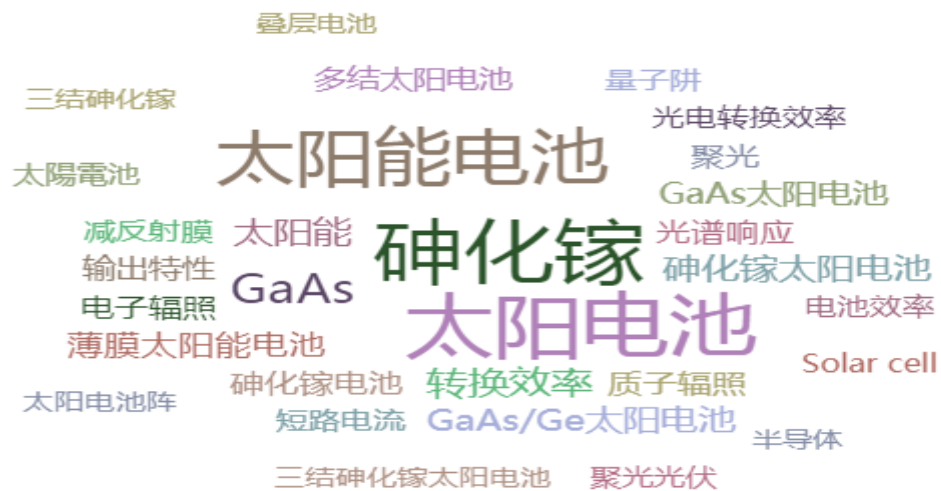 叠层电池
多结太阳电池
量子阱
三结砷化镓
光电转换效率
太阳能电池
聚光
太陽電池
GaAs太阳电池
减反射膜
太阳能
砷化镓
光谱响应
输出特性
GaAs
砷化镓太阳电池
电子辐照
太阳电池
电池效率
薄膜太阳能电池
Solar cell
砷化镓电池
转换效率
质子辐照
太阳电池阵
短路电流
GaAs/Ge太阳电池
半导体
三结砷化镓太阳电池
聚光光伏